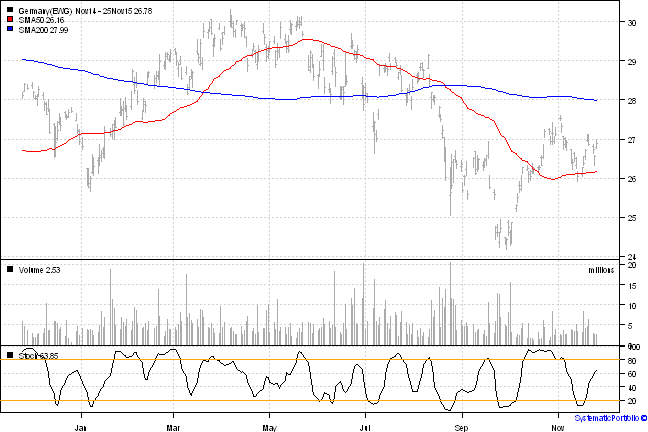 Germany(EWG) Nov14 - 25Nov15 26.78
SMA50 26.16
SMA200 27.99
30
29
28
27
26
25
24
Volume 2.53
millions
20
15
10
5
0
Stoch 63.85
100
80
60
40
20
Jan Mar May Jul Sep Nov
SystematicPortfolio ©